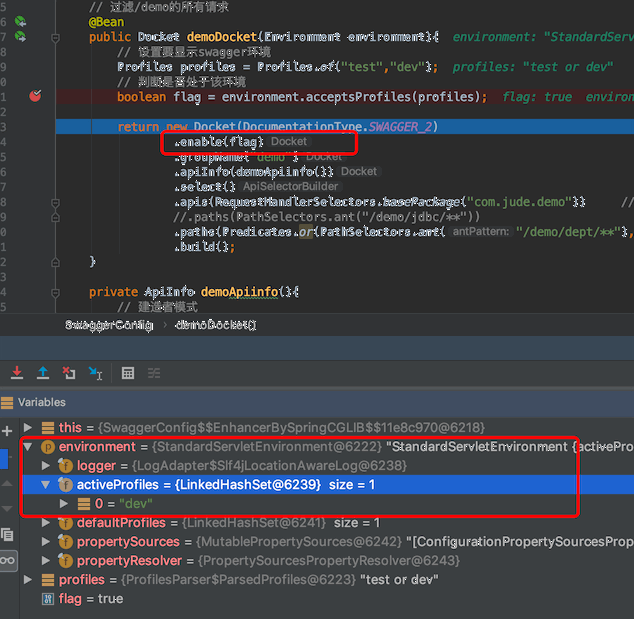 5 // 过滤/demo的所有请求
6 @Bean
7 public Docket demoDocket(Environment environment){ environment: "StandardServ
8 // 设置要显示swagger环境
9 Profiles profiles = Profiles.of("test","dev"); profiles: "test or dev"
0 // 判断是否处于该环境
1 boolean flag = environment.acceptsProfiles(profiles); flag: true environ
3 return new Docket(DocumentationType.SWAGGER_2)
4 .enable(flag) Docket
5 .groupName("demo") Docket
6 .apiInfo(demoApiinfo()) Docket
7 .select() ApiSelectorBuilder
8 .apis(RequestHandlerSelectors.basePackage("com.jude.demo")) //
9 //.paths(PathSelectors.ant("/demo/jdbc/**"))
0 .paths(Predicates.or(PathSelectors.ant( antPattern: "/demo/dept/**"),
1 .build();
2 }
3
4 private ApiInfo demoApiinfo(){
5 // 建造者模式
SwaggerConfig › demoDocket()
Variables
this = {SwaggerConfig$$EnhancerBySpringCGLIB$$11e8c970@6218}
environment = {StandardServletEnvironment@6222} "StandardServletEnvironment {activePro
logger = {LogAdapter$Slf4jLocationAwareLog@6238}
activeProfiles = {LinkedHashSet@6239} size = 1
0 = "dev"
defaultProfiles = {LinkedHashSet@6241} size = 1
propertySources = {MutablePropertySources@6242} "[ConfigurationPropertySourcesProp
propertyResolver = {PropertySourcesPropertyResolver@6243}
profiles = {ProfilesParser$ParsedProfiles@6223} "test or dev"
flag = true